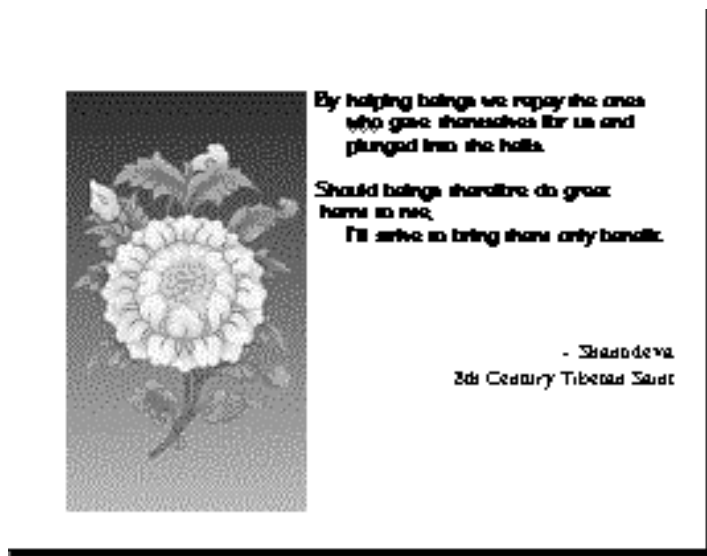 By helping beings we repay the ones
who gave themselves for us and
plunged into the hells.
Should beings therefore do great
harm to me,
I'll strive to bring them only benefit.
- Shantideva
8th Century Tibetan Saint